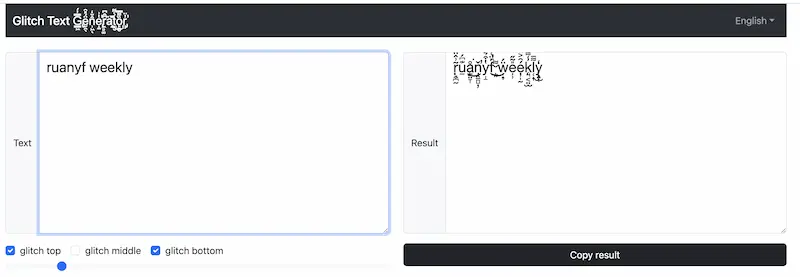 Glitch Text Generator
English
Text
ruanyf weekly
Result
ruanyf weekly
glitch top
glitch middle
glitch bottom
Copy result